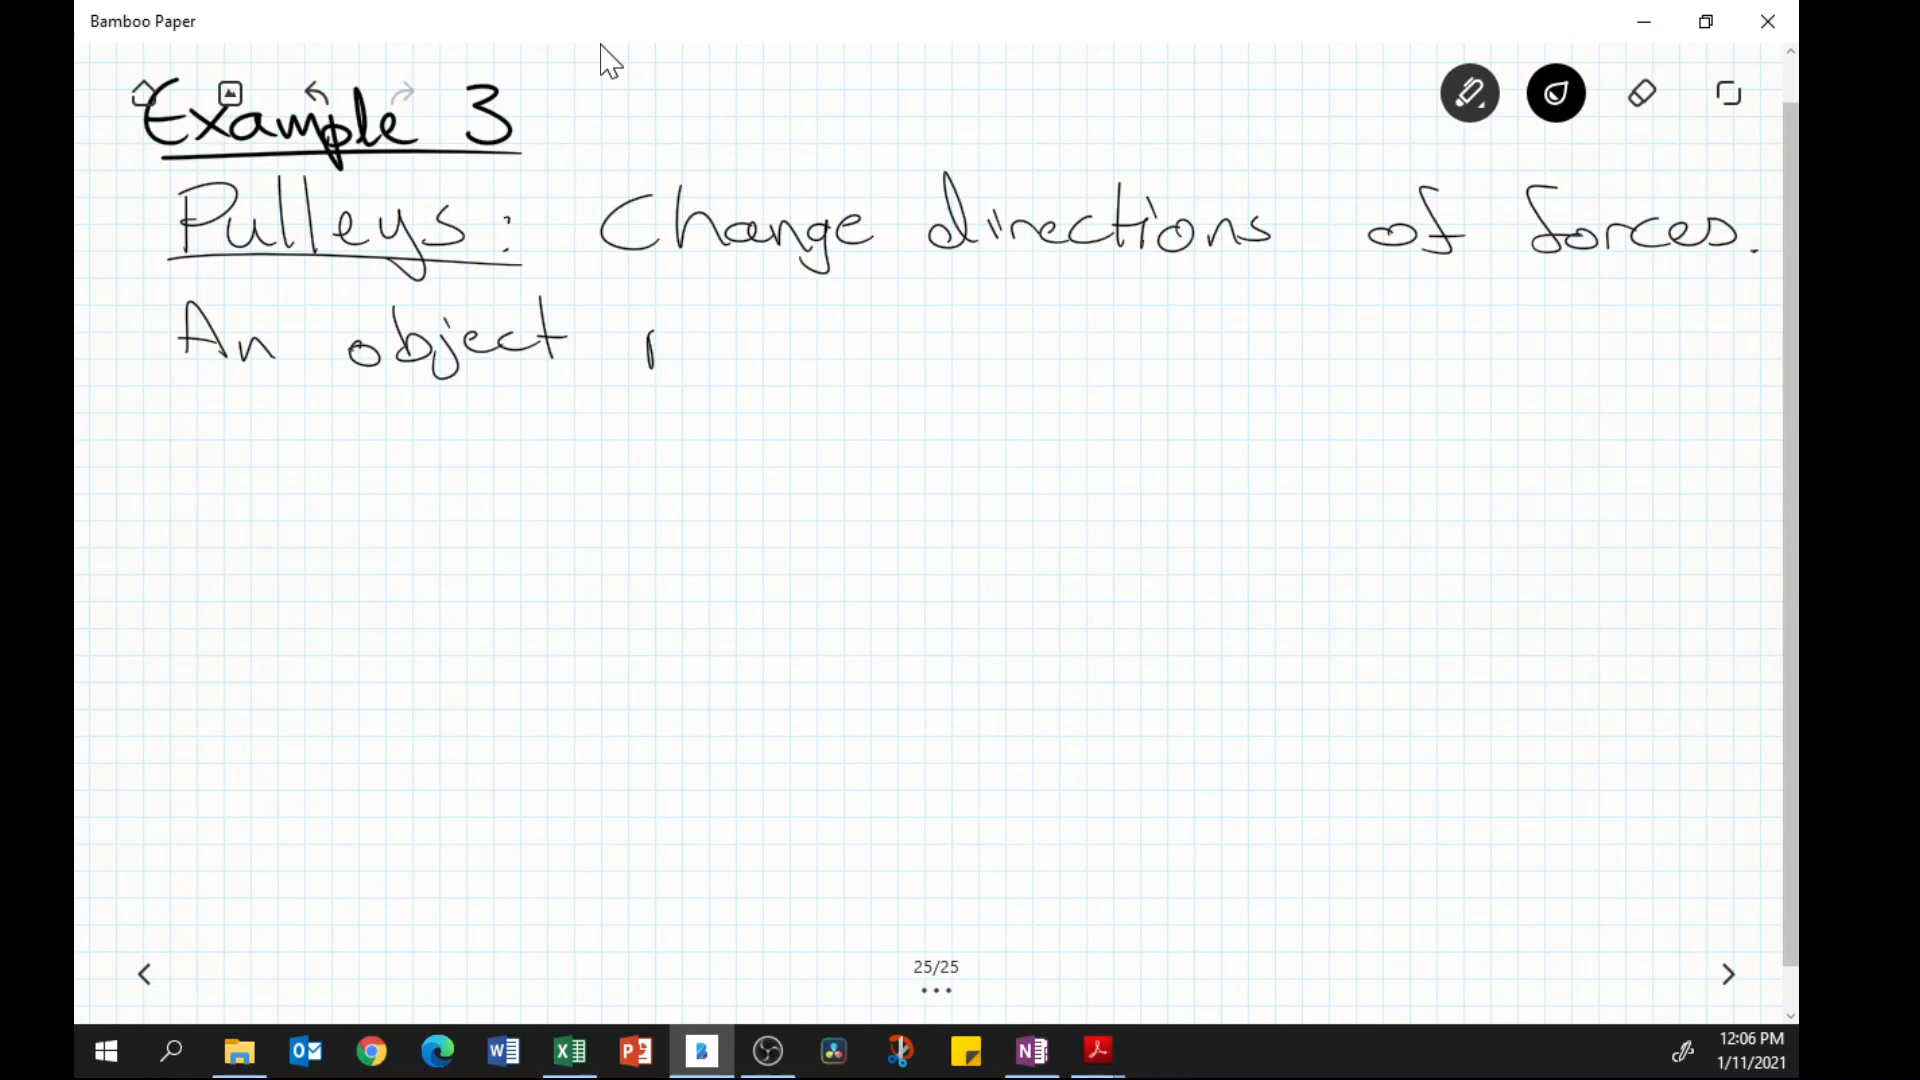 Bamboo Paper
Example 3
Pulleys: Change directions of forces.
An object
25/25
12:06 PM
1/11/2021